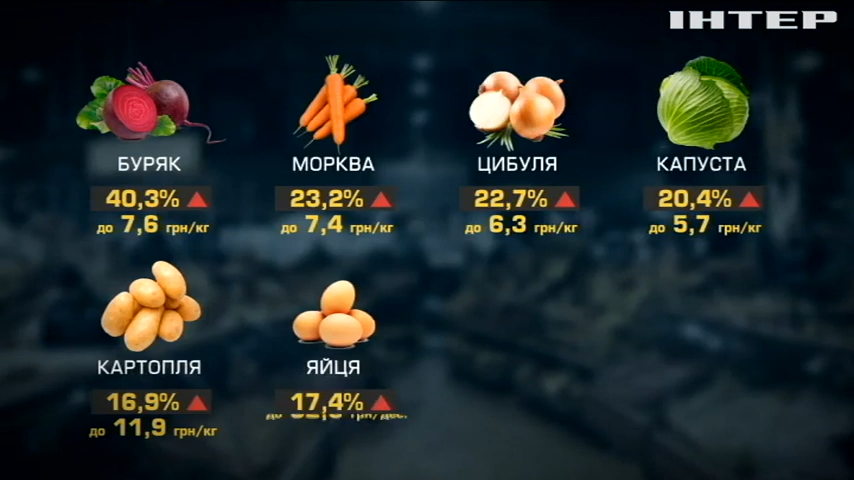 ІНТЕР
БУРЯК
40,3%
до 7,6 грн/кг
МОРКВА
23,2%
до 7,4 грн/кг
ЦИБУЛЯ
22,7%
до 6,3 грн/кг
КАПУСТА
20,4%
до 5,7 грн/кг
КАРТОПЛЯ
16,9%
до 11,9 грн/кг
ЯЙЦЯ
17,4%